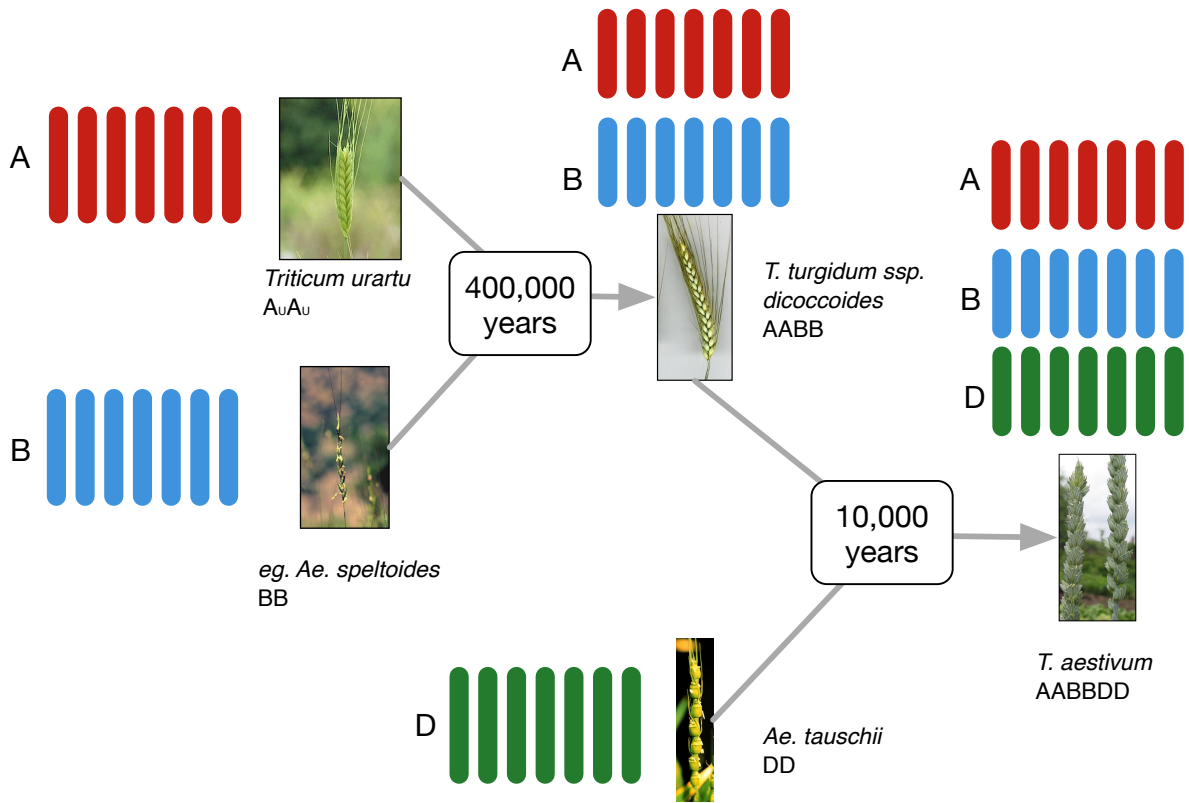 A
Triticum urartu
AUAU
B
eg. Ae. speltoides
BB
400,000
years
A
B
T. turgidum ssp.
dicoccoides
AABB
D
Ae. tauschii
DD
10,000
years
A
B
D
T. aestivum
AABBDD